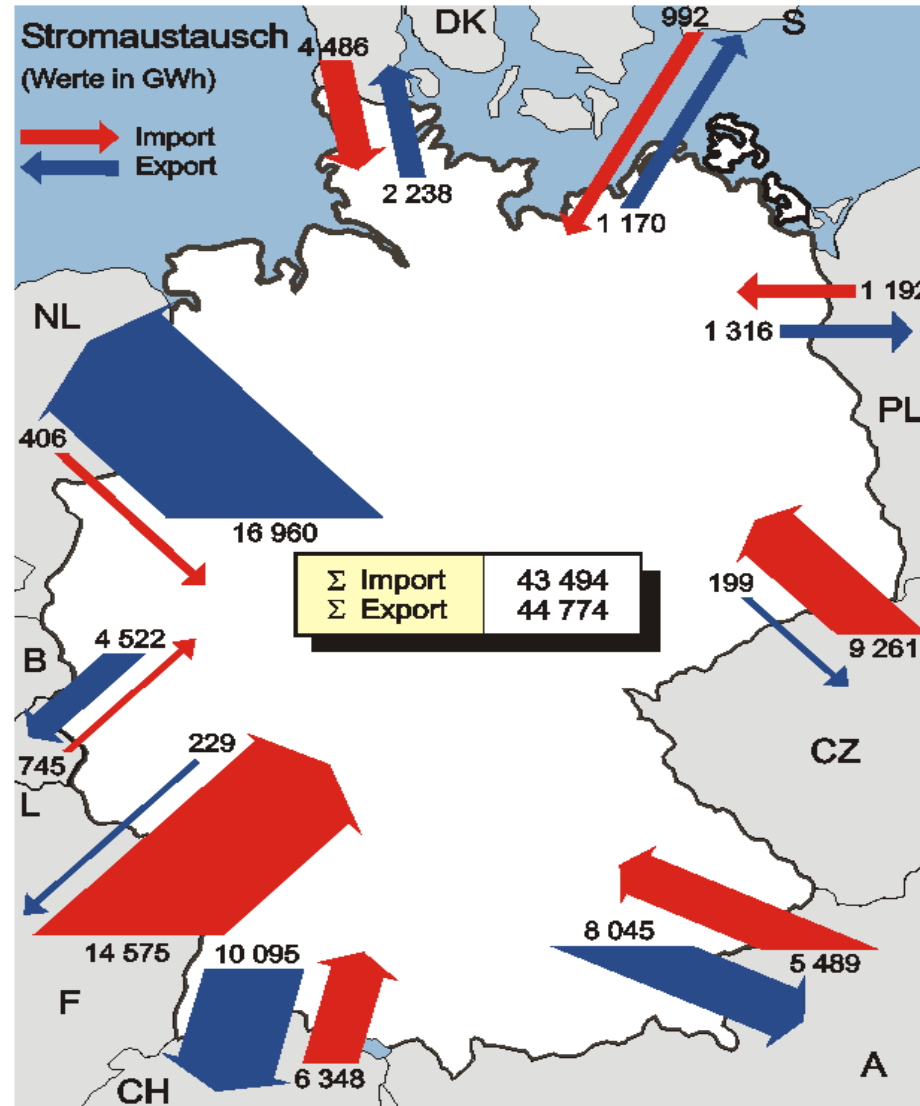 Stromaustausch
(Werte in GWh)
Import
Export
4 486
DK
992
S
2 238
1 170
NL
1 192
1 316
PL
406
16 960
Σ Import 43 494
Σ Export 44 774
199
9 261
B
4 522
745
229
CZ
L
14 575
10 095
8 045
5 489
F
6 348
CH
A